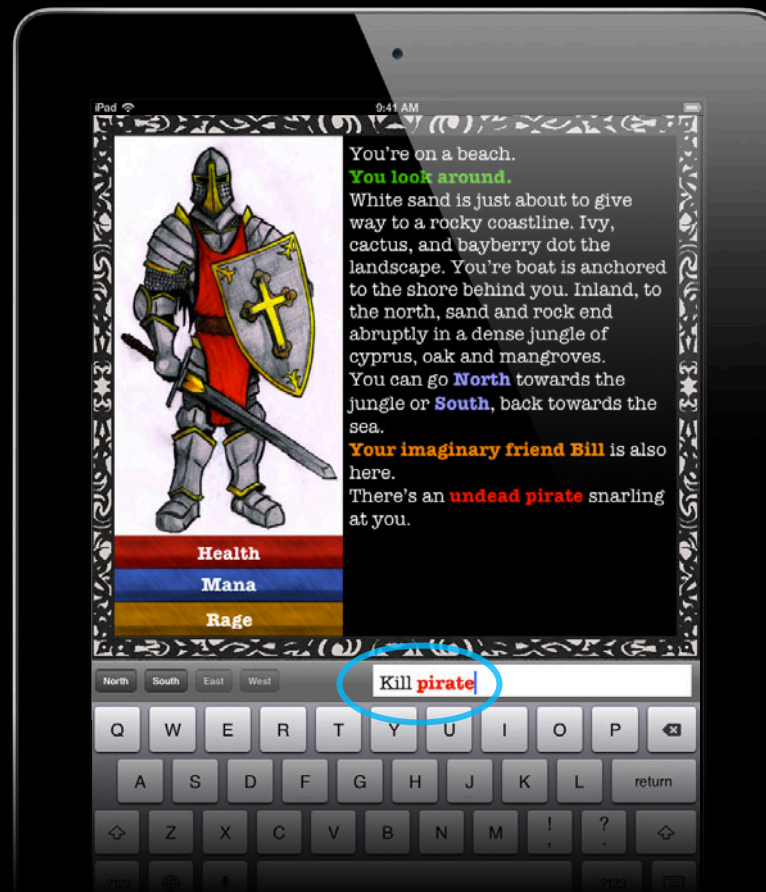 iPad 9:41 AM
You're on a beach.
You look around.
White sand is just about to give
way to a rocky coastline. Ivy,
cactus, and bayberry dot the
landscape. You're boat is anchored
to the shore behind you. Inland, to
the north, sand and rock end
abruptly in a dense jungle of
cyprus, oak and mangroves.
You can go North towards the
jungle or South, back towards the
sea.
Your imaginary friend Bill is also
here.
There's an undead pirate snarling
at you.
Health
Mana
Rage
North South East West Kill pirate
Q W E R T Y U I O P
A S D F G H J K L return
Z X C V B N M ! , ? .
.?123 .?123